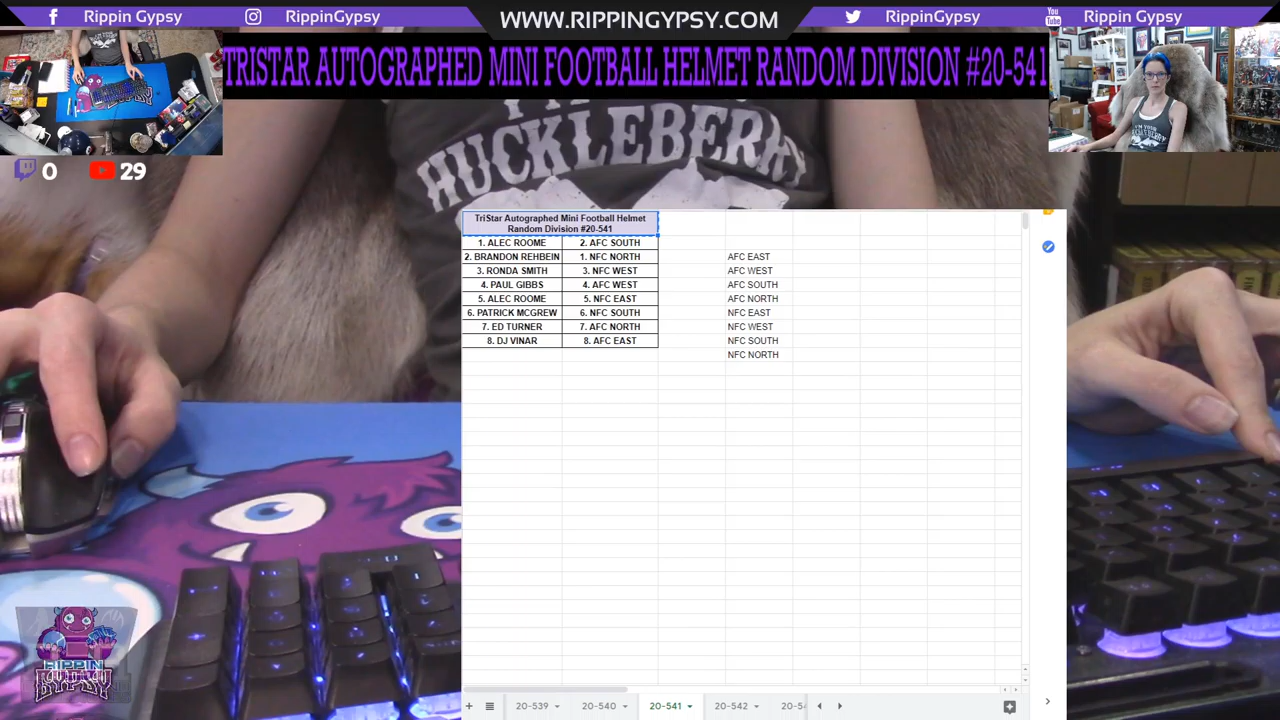 Rippin Gypsy
RippinGypsy
WWW.RIPPINGYPSY.COM
RippinGypsy
Rippin Gypsy
TRISTAR AUTOGRAPHED MINI FOOTBALL HELMET RANDOM DIVISION #20-541
HUCKLEBERRY
0
29
TriStar Autographed Mini Football Helmet
Random Division #20-541
1. ALEC ROOME 2. AFC SOUTH
2. BRANDON REHBEIN 1. NFC NORTH AFC EAST
3. RONDA SMITH 3. NFC WEST AFC WEST
4. PAUL GIBBS 4. AFC WEST AFC SOUTH
5. ALEC ROOME 5. NFC EAST AFC NORTH
6. PATRICK MCGREW 6. NFC SOUTH NFC EAST
7. ED TURNER 7. AFC NORTH NFC WEST
8. DJ VINAR 8. AFC EAST NFC SOUTH
NFC NORTH
RIPPIN
GYPSY
20-539 20-540 20-541 20-542 20-54